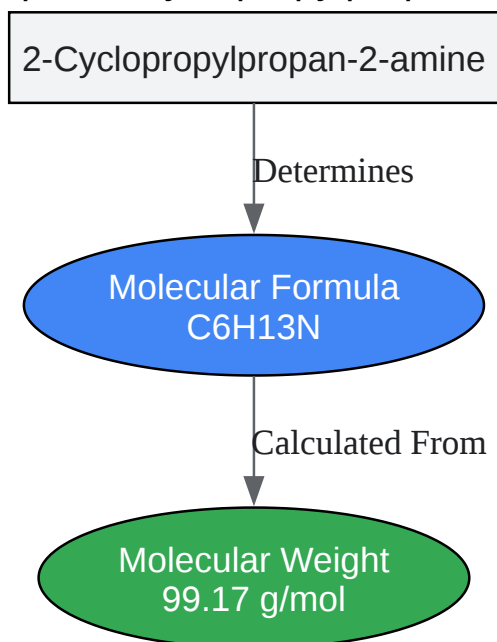 2-Cyclopropylpropan-2-amine
Determines
Molecular Formula
C6H13N
Calculated From
Molecular Weight
99.17 g/mol